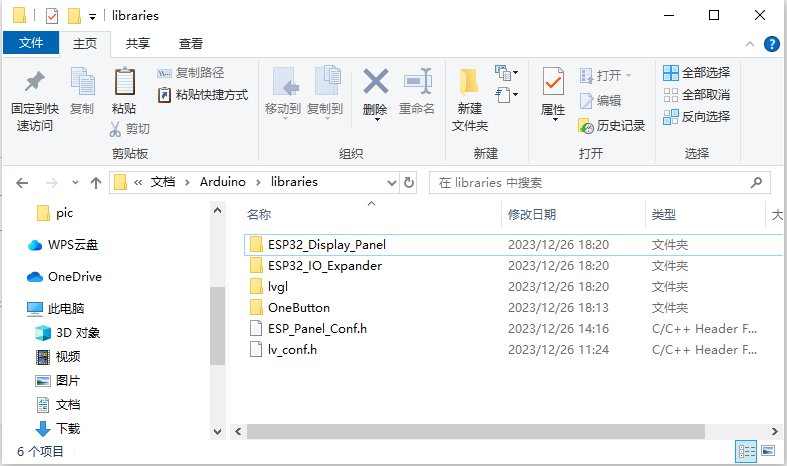 libraries
文件 主页 共享 查看
固定到快速访问
复制
粘贴
复制路径
粘贴快捷方式
剪切
剪贴板
移动到
复制到
删除
重命名
组织
新建
文件夹
新建
属性
打开
编辑
历史记录
打开
全部选择
全部取消
反向选择
选择
« 文档 > Arduino > libraries
在 libraries 中搜索
pic
WPS云盘
OneDrive
此电脑
3D 对象
视频
图片
文档
下载
名称 修改日期 类型 大
ESP32_Display_Panel 2023/12/26 18:20 文件夹
ESP32_IO_Expander 2023/12/26 18:20 文件夹
lvgl 2023/12/26 18:20 文件夹
OneButton 2023/12/26 18:13 文件夹
ESP_Panel_Conf.h 2023/12/26 14:16 C/C++ Header F...
lv_conf.h 2023/12/26 11:24 C/C++ Header F...
6 个项目